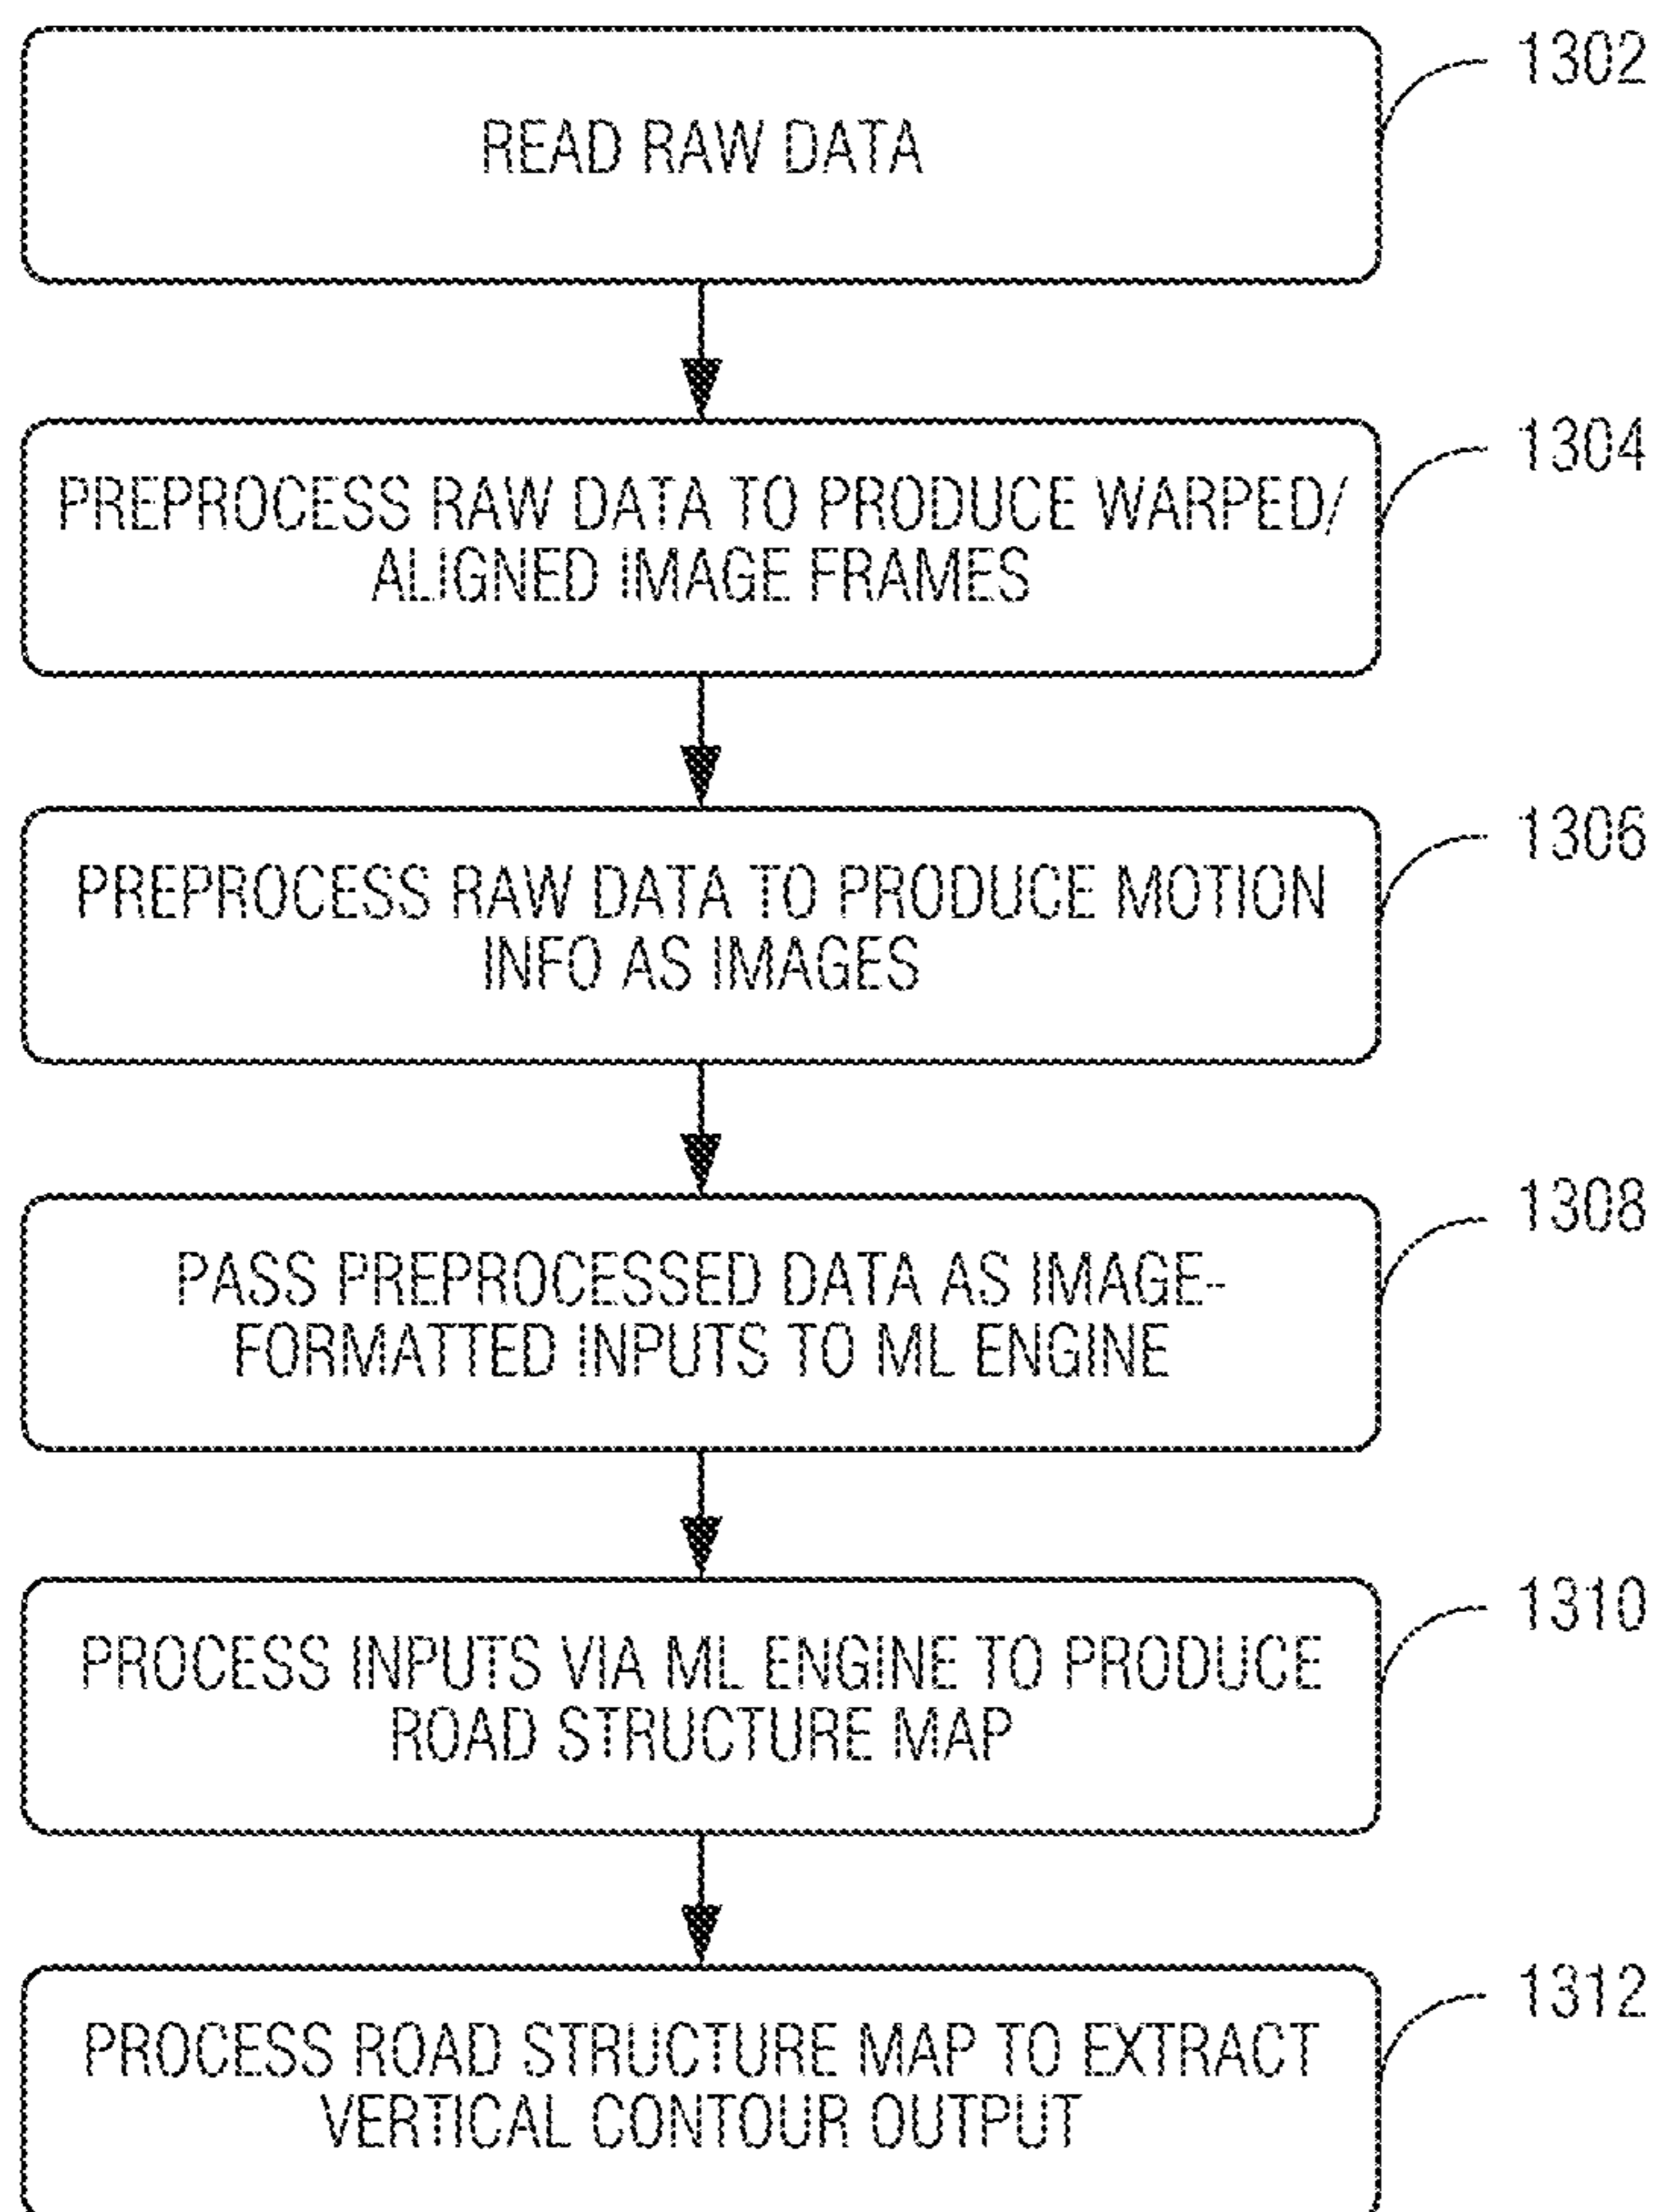 1302
READ RAW DATA
1304
PREPROCESS RAW DATA TO PRODUCE WARPED/
ALIGNED IMAGE FRAMES
1306
PREPROCESS RAW DATA TO PRODUCE MOTION
INFO AS IMAGES
1308
PASS PREPROCESSED DATA AS IMAGE-
FORMATTED INPUTS TO ML ENGINE
1310
PROCESS INPUTS VIA ML ENGINE TO PRODUCE
ROAD STRUCTURE MAP
1312
PROCESS ROAD STRUCTURE MAP TO EXTRACT
VERTICAL CONTOUR OUTPUT